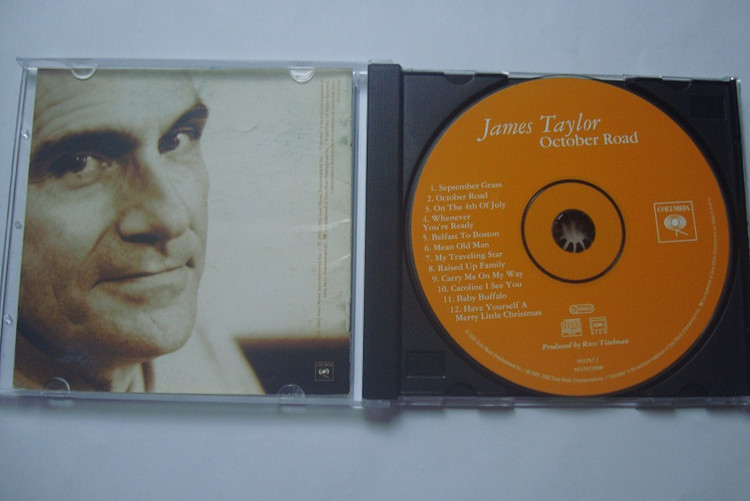 James Taylor
October Road
1. September Grass
2. October Road
3. On The 4th Of July
4. Whenever
You're Ready
5. Belfast To Boston
6. Mean Old Man
7. My Traveling Star
8. Raised Up Family
9. Carry Me On My Way
10. Caroline I See You
11. Baby Buffalo
12. Have Yourself A
Merry Little Christmas
COLUMBIA
Produced by Russ Titelman